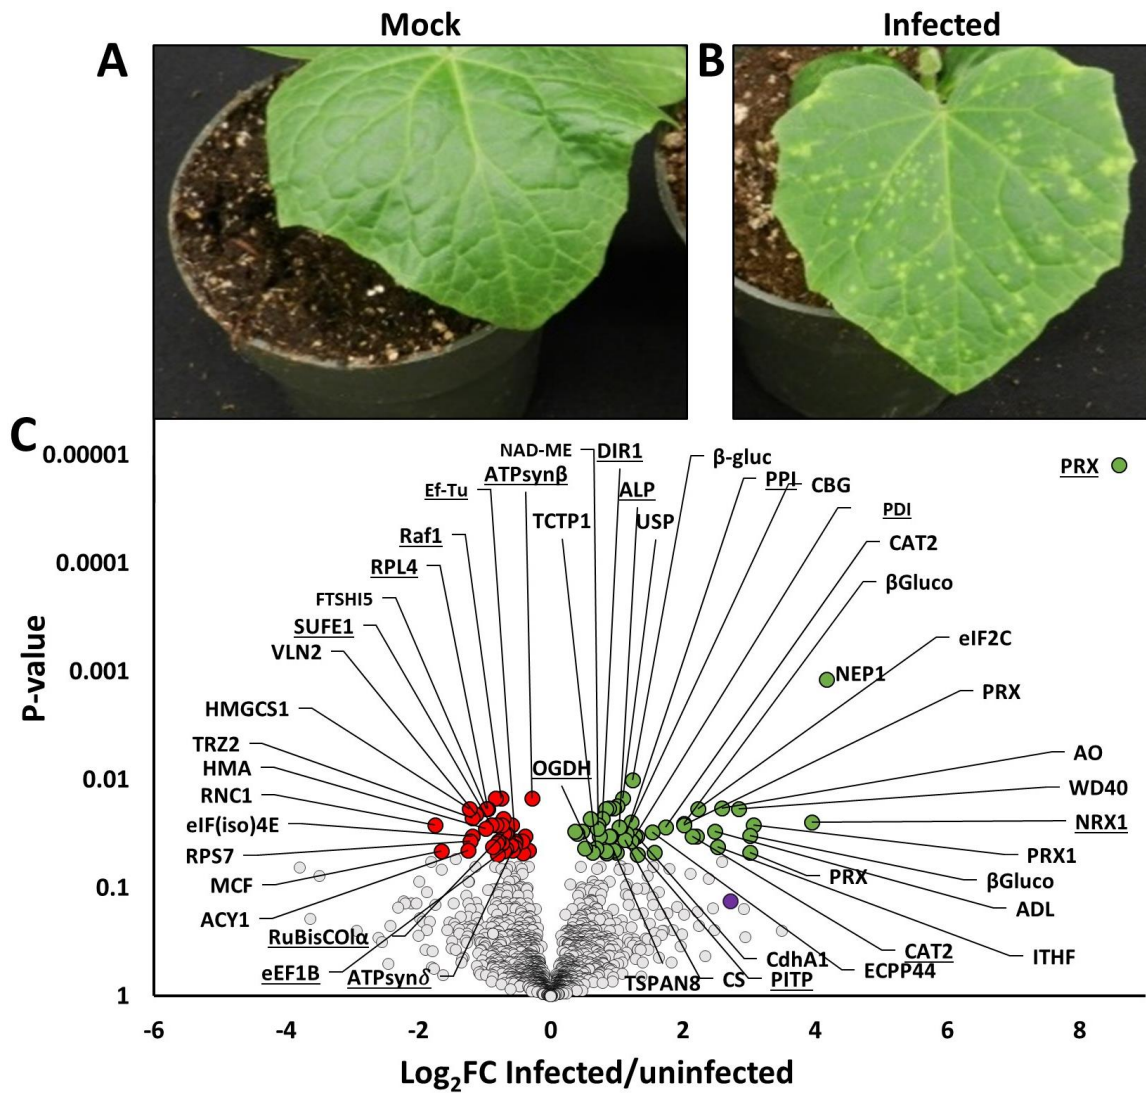 Mock
Infected
A
B
C
NAD-ME
DIR1
β-gluc
PRX
ATPsynβ
PPI
CBG
Ef-Tu
ALP
PDI
TCTP1
USP
Raf1
CAT2
RPL4
βGluco
FTSHI5
SUFE1
eIF2C
VLN2
NEP1
PRX
HMGCS1
TRZ2
AO
HMA
OGDH
WD40
RNC1
eIF(iso)4E
NRX1
RPS7
PRX1
MCF
PRX
βGluco
ACY1
ADL
RuBisCOlα
CAT2
ITHF
eEF1B
ATPsynδ
TSPAN8
CS
CdhA1
PITP
ECPP44
P-value
0.00001
0.0001
0.001
0.01
0.1
1
-6
-4
-2
0
2
4
6
8
Log₂FC Infected/uninfected